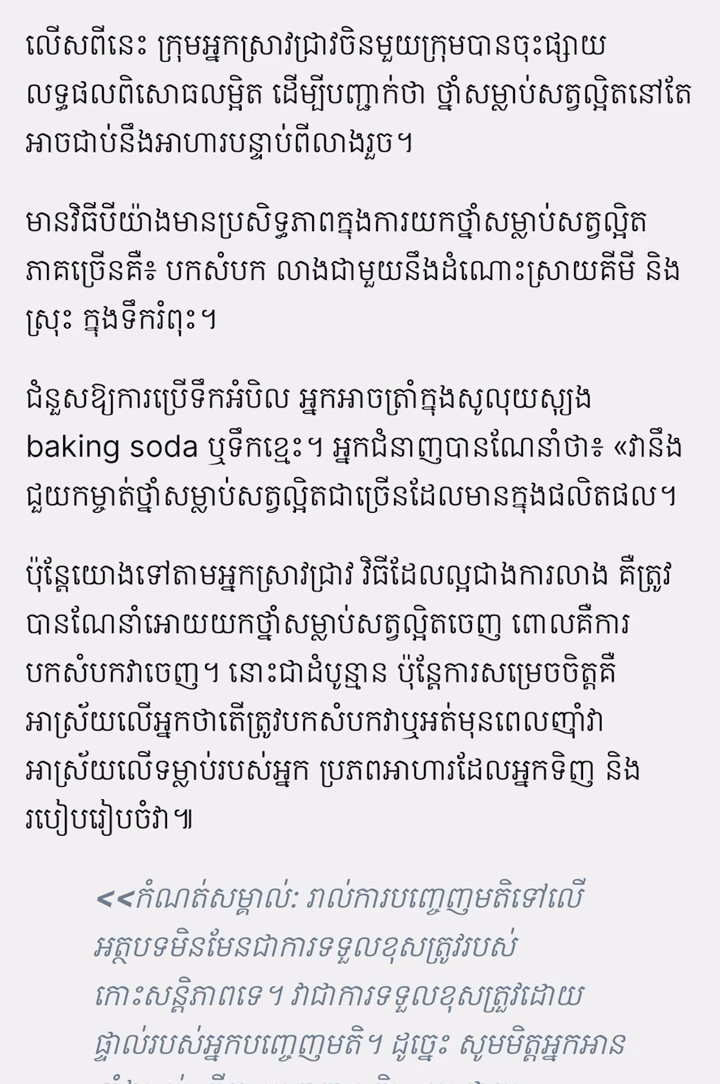 លើសពីនេះ ក្រុមអ្នកស្រាវជ្រាវចិនមួយក្រុមបានចុះផ្សាយ
លទ្ធផលពិសោធលម្អិត ដើម្បីបញ្ជាក់ថា ថ្នាំសម្លាប់សត្វល្អិតនៅតែ
អាចជាប់នឹងអាហារបន្ទាប់ពីលាងរួច។
មានវិធីបីយ៉ាងមានប្រសិទ្ធភាពក្នុងការយកថ្នាំសម្លាប់សត្វល្អិត
ភាគច្រើនគឺ៖ បកសំបក លាងជាមួយនឹងដំណោះស្រាយគីមី និង
ស្រុះ ក្នុងទឹករំពុះ។
ជំនួសឱ្យការប្រើទឹកអំបិល អ្នកអាចត្រាំក្នុងសូលុយស្យុង
baking soda ឬទឹកខ្មេះ។ អ្នកជំនាញបានណែនាំថា៖ «វានឹង
ជួយកម្ចាត់ថ្នាំសម្លាប់សត្វល្អិតជាច្រើនដែលមានក្នុងផលិតផល។
ប៉ុន្តែយោងទៅតាមអ្នកស្រាវជ្រាវ វិធីដែលល្អជាងការលាង គឺត្រូវ
បានណែនាំអោយយកថ្នាំសម្លាប់សត្វល្អិតចេញ ពោលគឺការ
បកសំបកវាចេញ។ នោះជាដំបូន្មាន ប៉ុន្តែការសម្រេចចិត្តគឺ
អាស្រ័យលើអ្នកថាតើត្រូវបកសំបកវាឬអត់មុនពេលញ៉ាំវា
អាស្រ័យលើទម្លាប់របស់អ្នក ប្រភពអាហារដែលអ្នកទិញ និង
របៀបរៀបចំវា៕
<<កំណត់សម្គាល់: រាល់ការបញ្ចេញមតិទៅលើ
អត្ថបទមិនមែនជាការទទួលខុសត្រូវរបស់
កោះសន្តិភាពទេ។ វាជាការទទួលខុសត្រូវដោយ
ផ្ទាល់របស់អ្នកបញ្ចេញមតិ។ ដូច្នេះ សូមមិត្តអ្នកអាន